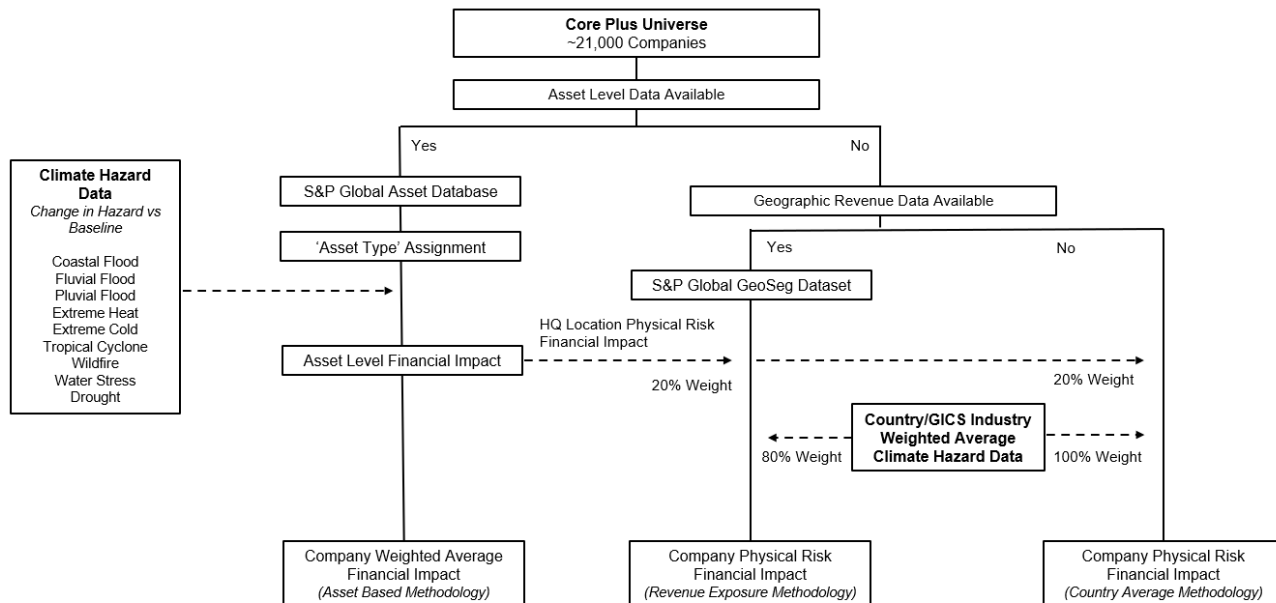 Core Plus Universe
~21,000 Companies
Asset Level Data Available
Yes
No
Climate Hazard
Data
Change in Hazard vs
Baseline
Coastal Flood
Fluvial Flood
Pluvial Flood
Extreme Heat
Extreme Cold
Tropical Cyclone
Wildfire
Water Stress
Drought
S&P Global Asset Database
Geographic Revenue Data Available
'Asset Type' Assignment
Yes
No
S&P Global GeoSeg Dataset
HQ Location Physical Risk
Financial Impact
Asset Level Financial Impact
20% Weight
20% Weight
Country/GICS Industry
Weighted Average
Climate Hazard Data
80% Weight
100% Weight
Company Weighted Average
Financial Impact
(Asset Based Methodology)
Company Physical Risk
Financial Impact
(Revenue Exposure Methodology)
Company Physical Risk
Financial Impact
(Country Average Methodology)